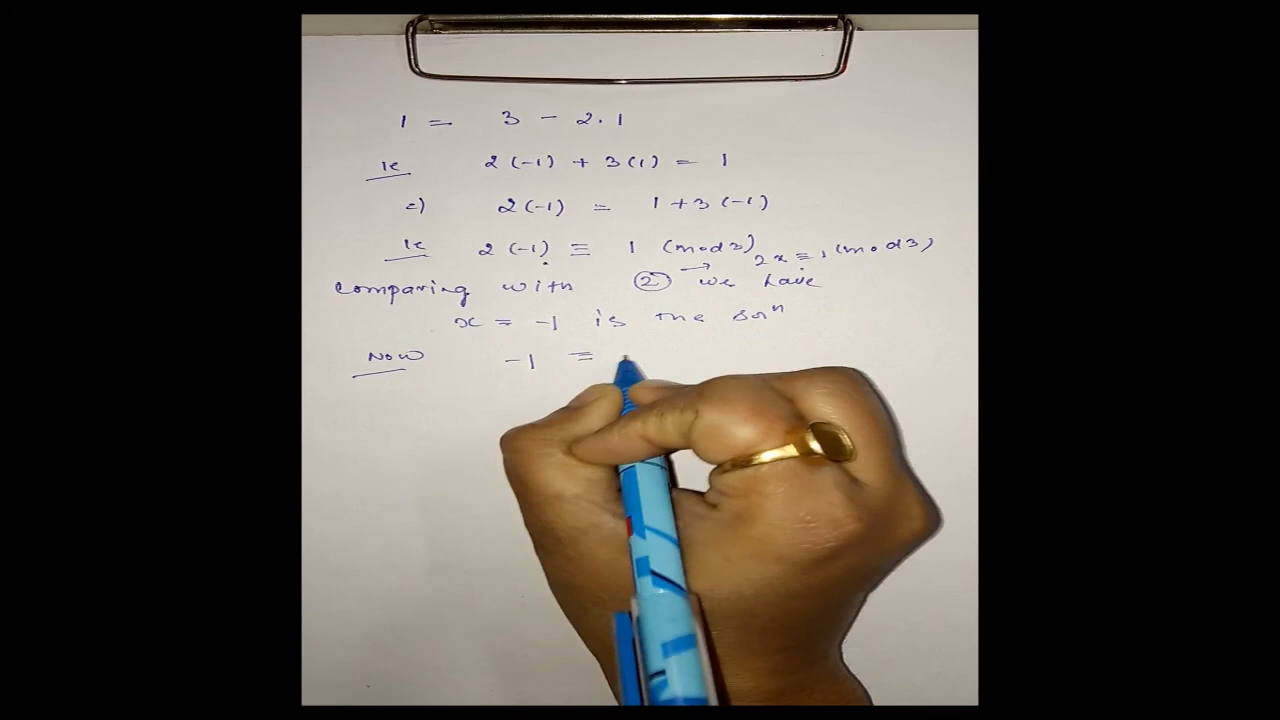 1 = 3 - 2.1
ie 2(-1) + 3(1) = 1
=) 2(-1) = 1+3(-1)
ie 2(-1) ≡ 1 (mod 3) 2x ≡ 1 (mod 3)
comparing with ② → we have
x = -1 is the solⁿ
Now -1 ≡